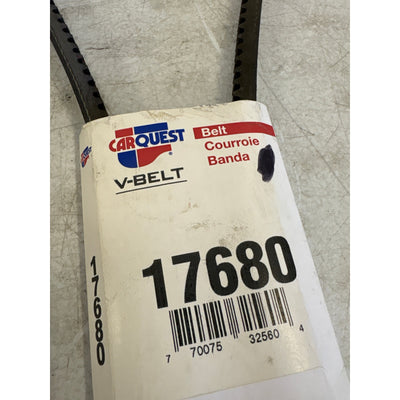 CARQUEST
V-BELT
Belt
Courroie
Banda
17680
7 70075 32560 4
17680